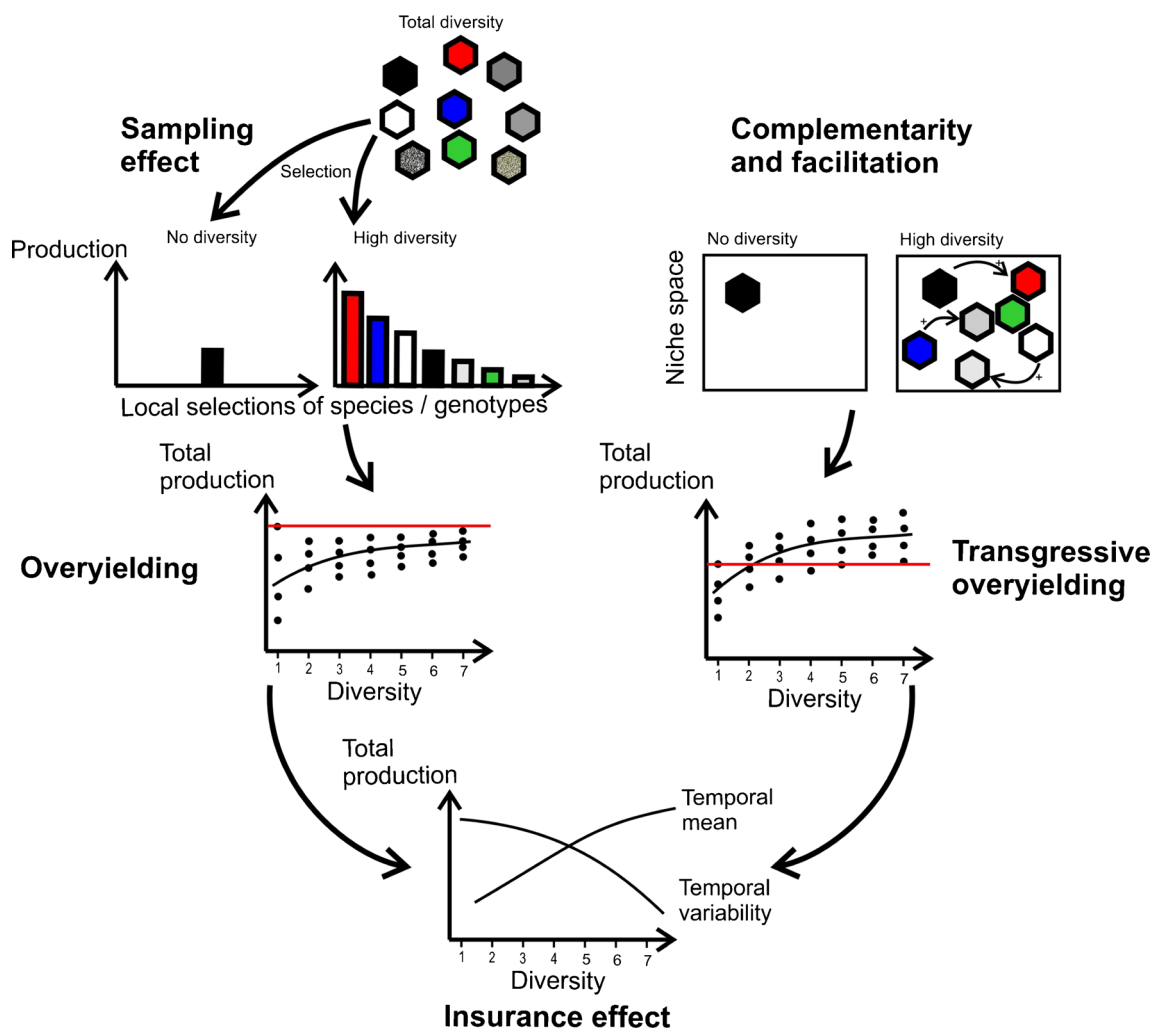 Total diversity
Sampling
effect
Selection
Complementarity
and facilitation
No diversity
High diversity
Production
Local selections of species / genotypes
No diversity
High diversity
Niche space
+
+
+
Total
production
Overyielding
1 2 3 4 5 6 7
Diversity
Total
production
Transgressive
overyielding
1 2 3 4 5 6 7
Diversity
Total
production
Temporal
mean
Temporal
variability
1 2 3 4 5 6 7
Diversity
Insurance effect